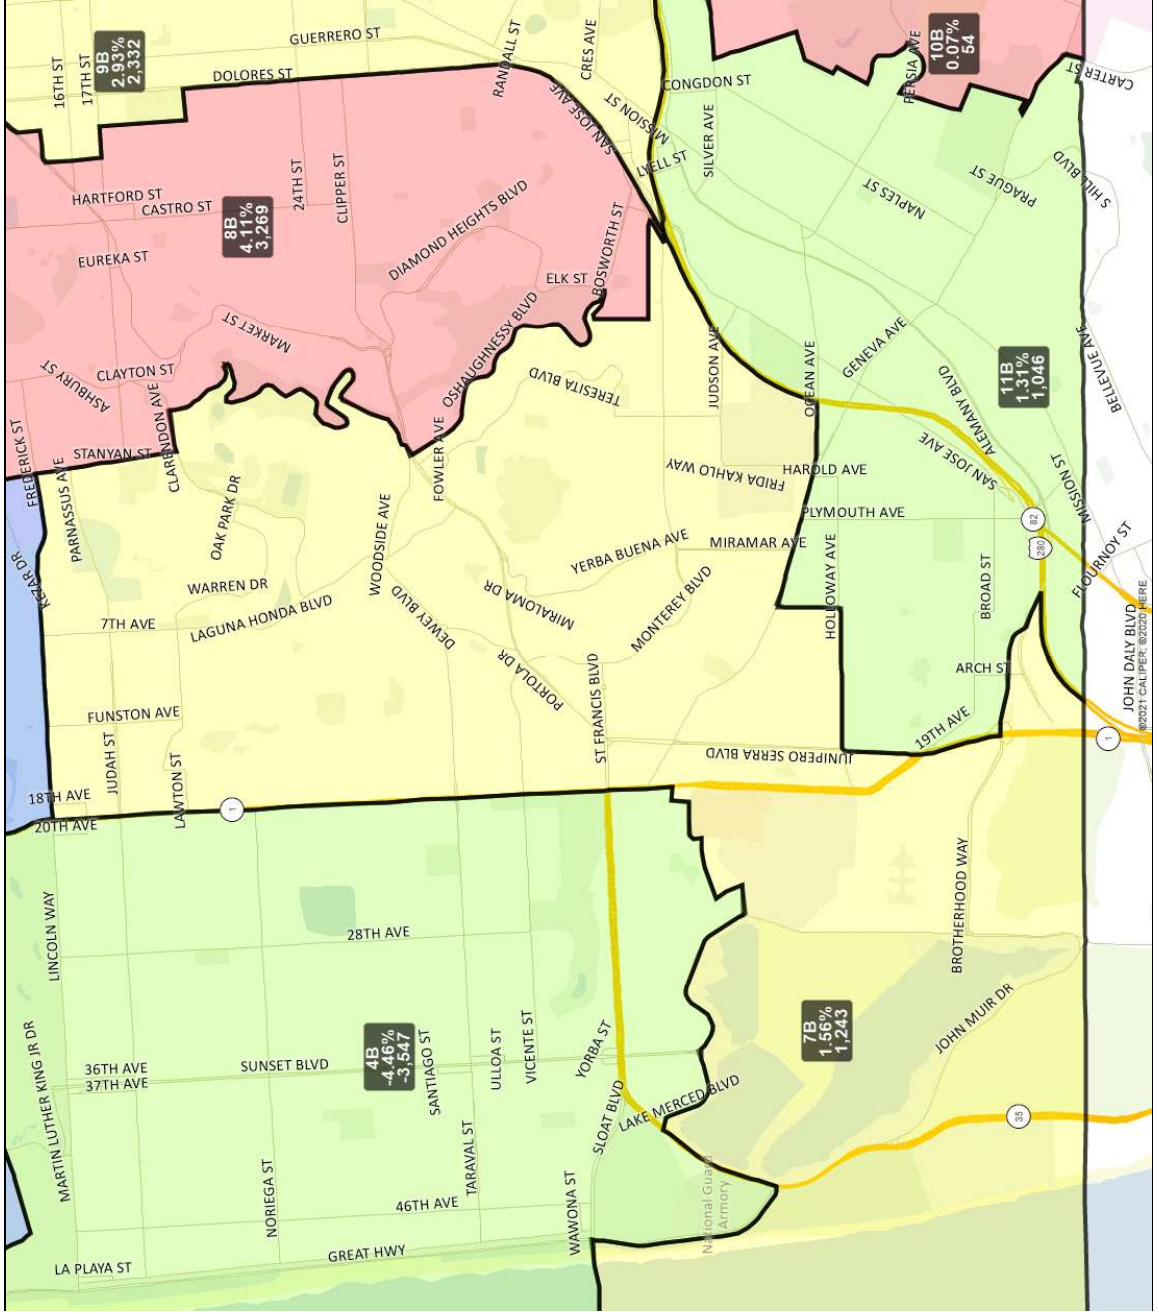 16TH ST
17TH ST
9B
2.93%
2,332
GUERRERO ST
DOLORES ST
RANDALL ST
CRES AVE
SAN JOSE AVE
MISSION ST
LYELL ST
CONGDON ST
SILVER AVE
PERSIA AVE
10B
0.07%
54
CARTER ST
HARTFORD ST
CASTRO ST
24TH ST
CLIPPER ST
8B
4.11%
3,269
EUREKA ST
MARKET ST
DIAMOND HEIGHTS BLVD
ELK ST
BOSWORTH ST
OSHAUGHNESSY BLVD
NAPLES ST
PRAGUE ST
S HILL BLVD
ASHBURY ST
CLAYTON ST
CLARENDON AVE
STANYAN ST
FREDERICK ST
PARNASSUS AVE
KEZAR DR
OAK PARK DR
WARREN DR
7TH AVE
LAGUNA HONDA BLVD
WOODSIDE AVE
DEWEY BLVD
FOWLER AVE
TERESITA BLVD
JUDSON AVE
OCEAN AVE
GENEVA AVE
ALEMANY BLVD
SAN JOSE AVE
11B
1.31%
1,046
BELLEVUE AVE
FRIDA KAHLO WAY
HAROLD AVE
PLYMOUTH AVE
MIRAMAR AVE
YERBA BUENA AVE
MONTEREY BLVD
MIRALOMA DR
PORTOLA DR
ST FRANCIS BLVD
HOLLOWAY AVE
BROAD ST
82
280
MISSION ST
FLOURNOY ST
ARCH ST
19TH AVE
JUNIPERO SERRA BLVD
JOHN DALY BLVD
©2021 CALIPER; ©2020 HERE
1
FUNSTON AVE
JUDAH ST
LAWTON ST
18TH AVE
20TH AVE
1
LINCOLN WAY
28TH AVE
MARTIN LUTHER KING JR DR
36TH AVE
37TH AVE
SUNSET BLVD
4B
-4.46%
-3,547
SANTIAGO ST
ULLOA ST
VICENTE ST
YORBA ST
SLOAT BLVD
LAKE MERCED BLVD
TARAVAL ST
46TH AVE
NORIEGA ST
WAWONA ST
GREAT HWY
LA PLAYA ST
National Guard
Armory
7B
1.56%
1,243
BROTHERHOOD WAY
JOHN MUIR DR
35